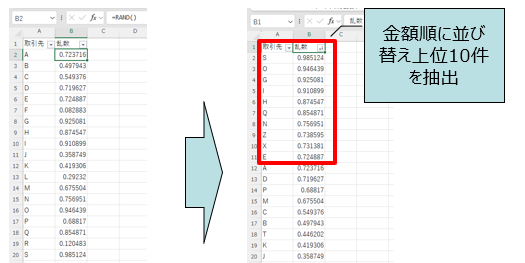 B2 fx =RAND()
A B C D
1 取引先 乱数
2 A 0.723716
3 B 0.497943
4 C 0.549376
5 D 0.719627
6 E 0.724887
7 F 0.082883
8 G 0.925081
9 H 0.874547
10 I 0.910899
11 J 0.358749
12 K 0.419306
13 L 0.29232
14 M 0.675504
15 N 0.756951
16 O 0.946439
17 P 0.68817
18 Q 0.854871
19 R 0.120483
20 S 0.985124
B1 fx 乱数
A B C
1 取引先 乱数
2 S 0.985124
3 O 0.946439
4 G 0.925081
5 I 0.910899
6 H 0.874547
7 Q 0.854871
8 N 0.756951
9 Z 0.738595
10 X 0.731381
11 E 0.724887
12 A 0.723716
13 D 0.719627
14 P 0.68817
15 M 0.675504
16 C 0.549376
17 B 0.497943
18 T 0.446202
19 K 0.419306
20 J 0.358749
金額順に並び
替え上位10件
を抽出